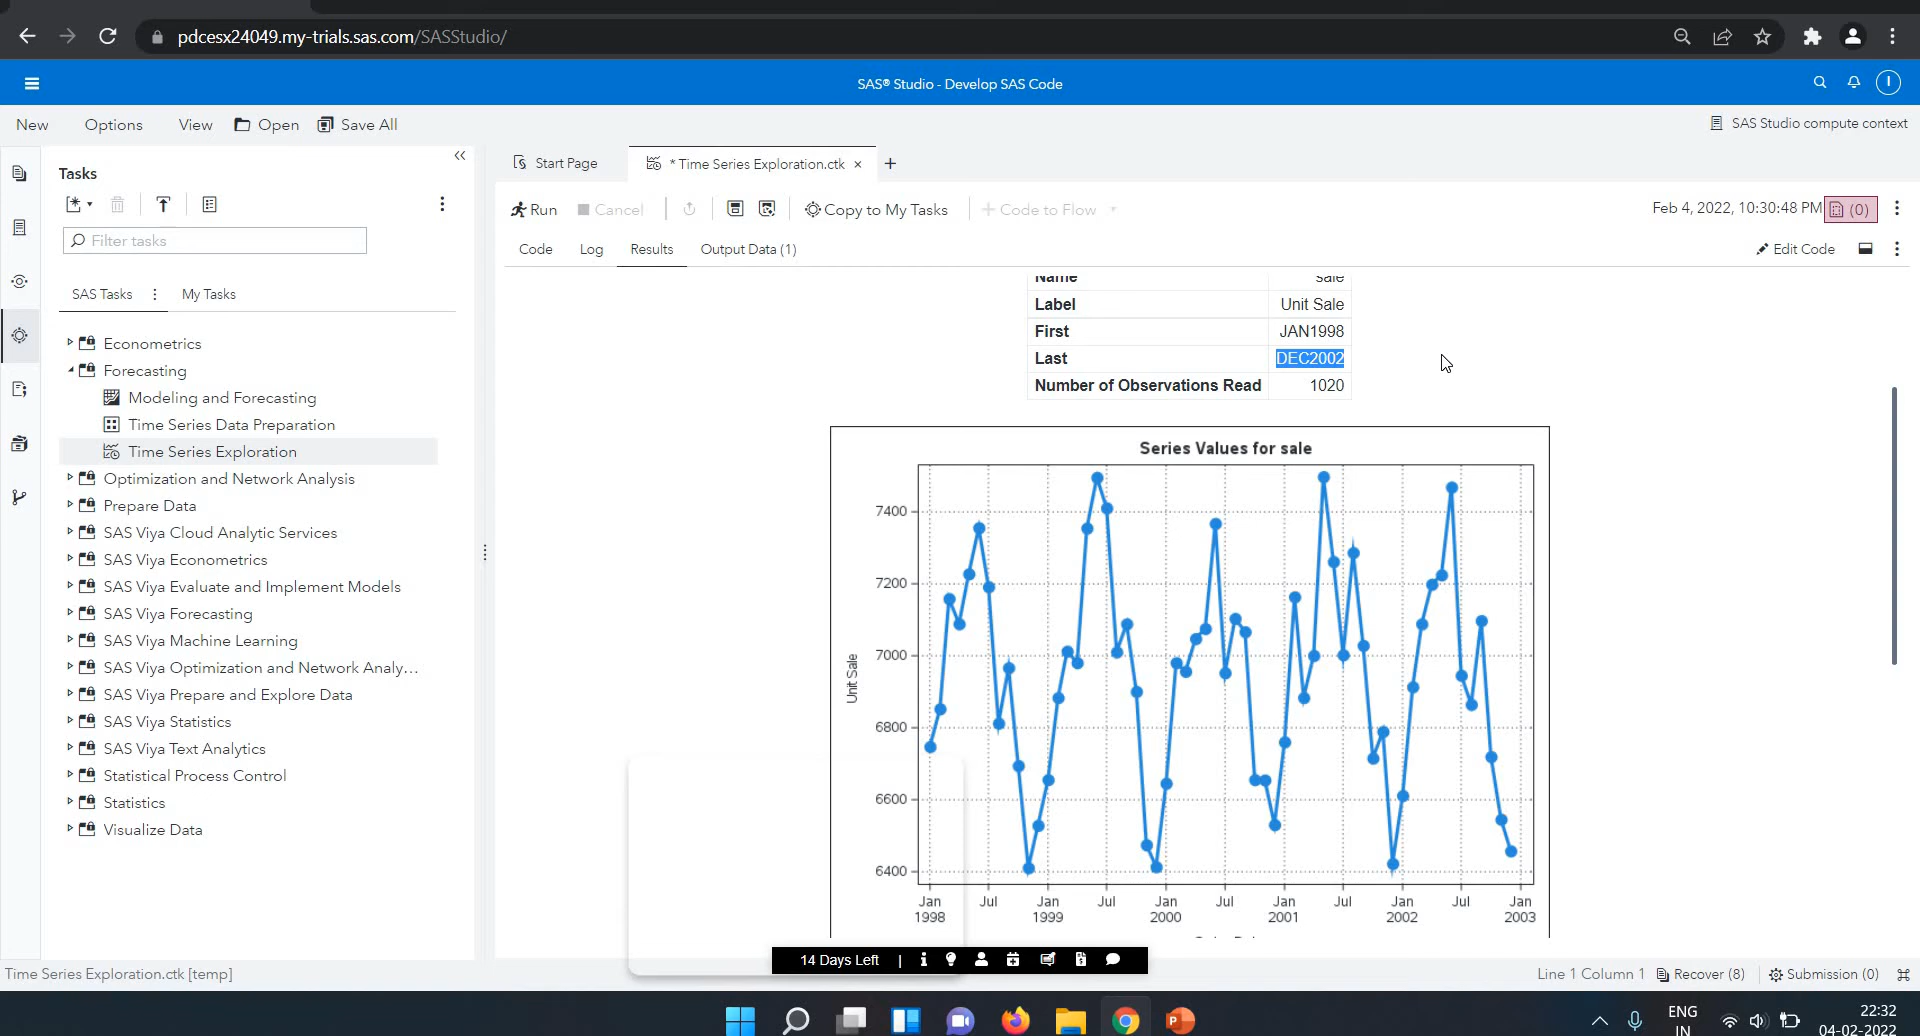 pdcesx24049.my-trials.sas.com/SASStudio/
SAS® Studio - Develop SAS Code
New Options View Open Save All
SAS Studio compute context
Tasks
Filter tasks
SAS Tasks My Tasks
Econometrics
Forecasting
Modeling and Forecasting
Time Series Data Preparation
Time Series Exploration
Optimization and Network Analysis
Prepare Data
SAS Viya Cloud Analytic Services
SAS Viya Econometrics
SAS Viya Evaluate and Implement Models
SAS Viya Forecasting
SAS Viya Machine Learning
SAS Viya Optimization and Network Analy...
SAS Viya Prepare and Explore Data
SAS Viya Statistics
SAS Viya Text Analytics
Statistical Process Control
Statistics
Visualize Data
Start Page
* Time Series Exploration.ctk × +
Run Cancel Copy to My Tasks + Code to Flow
Feb 4, 2022, 10:30:48 PM (0)
Code Log Results Output Data (1)
Edit Code
Name sale
Label Unit Sale
First JAN1998
Last DEC2002
Number of Observations Read 1020
Series Values for sale
Unit Sale
7400
7200
7000
6800
6600
6400
Jan Jul Jan Jul Jan Jul Jan Jul Jan Jul Jan
1998 1999 2000 2001 2002 2003
14 Days Left |
Time Series Exploration.ctk [temp]
Line 1 Column 1 Recover (8) Submission (0)
ENG
IN
22:32
04-02-2022